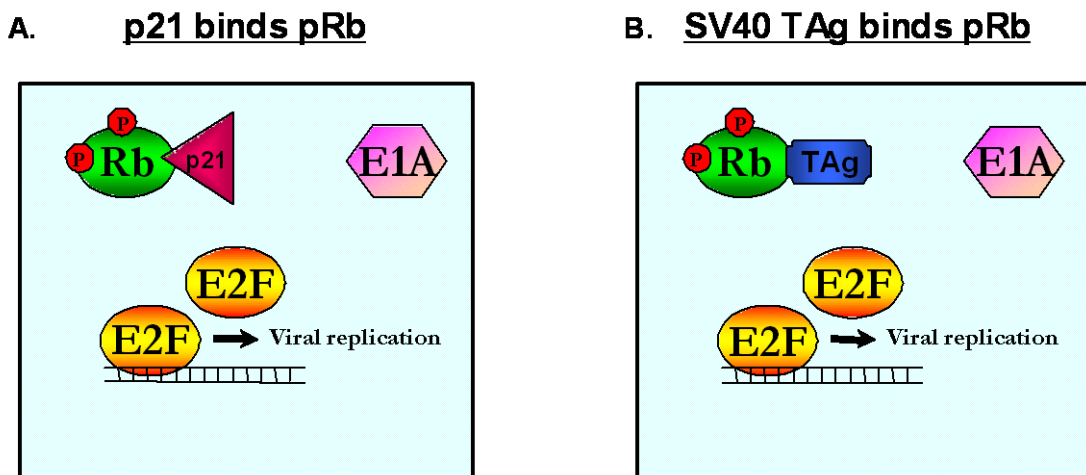 A. p21 binds pRb
P
P
Rb
p21
E1A
E2F
E2F
Viral replication
B. SV40 TAg binds pRb
P
P
Rb
TAg
E1A
E2F
E2F
Viral replication